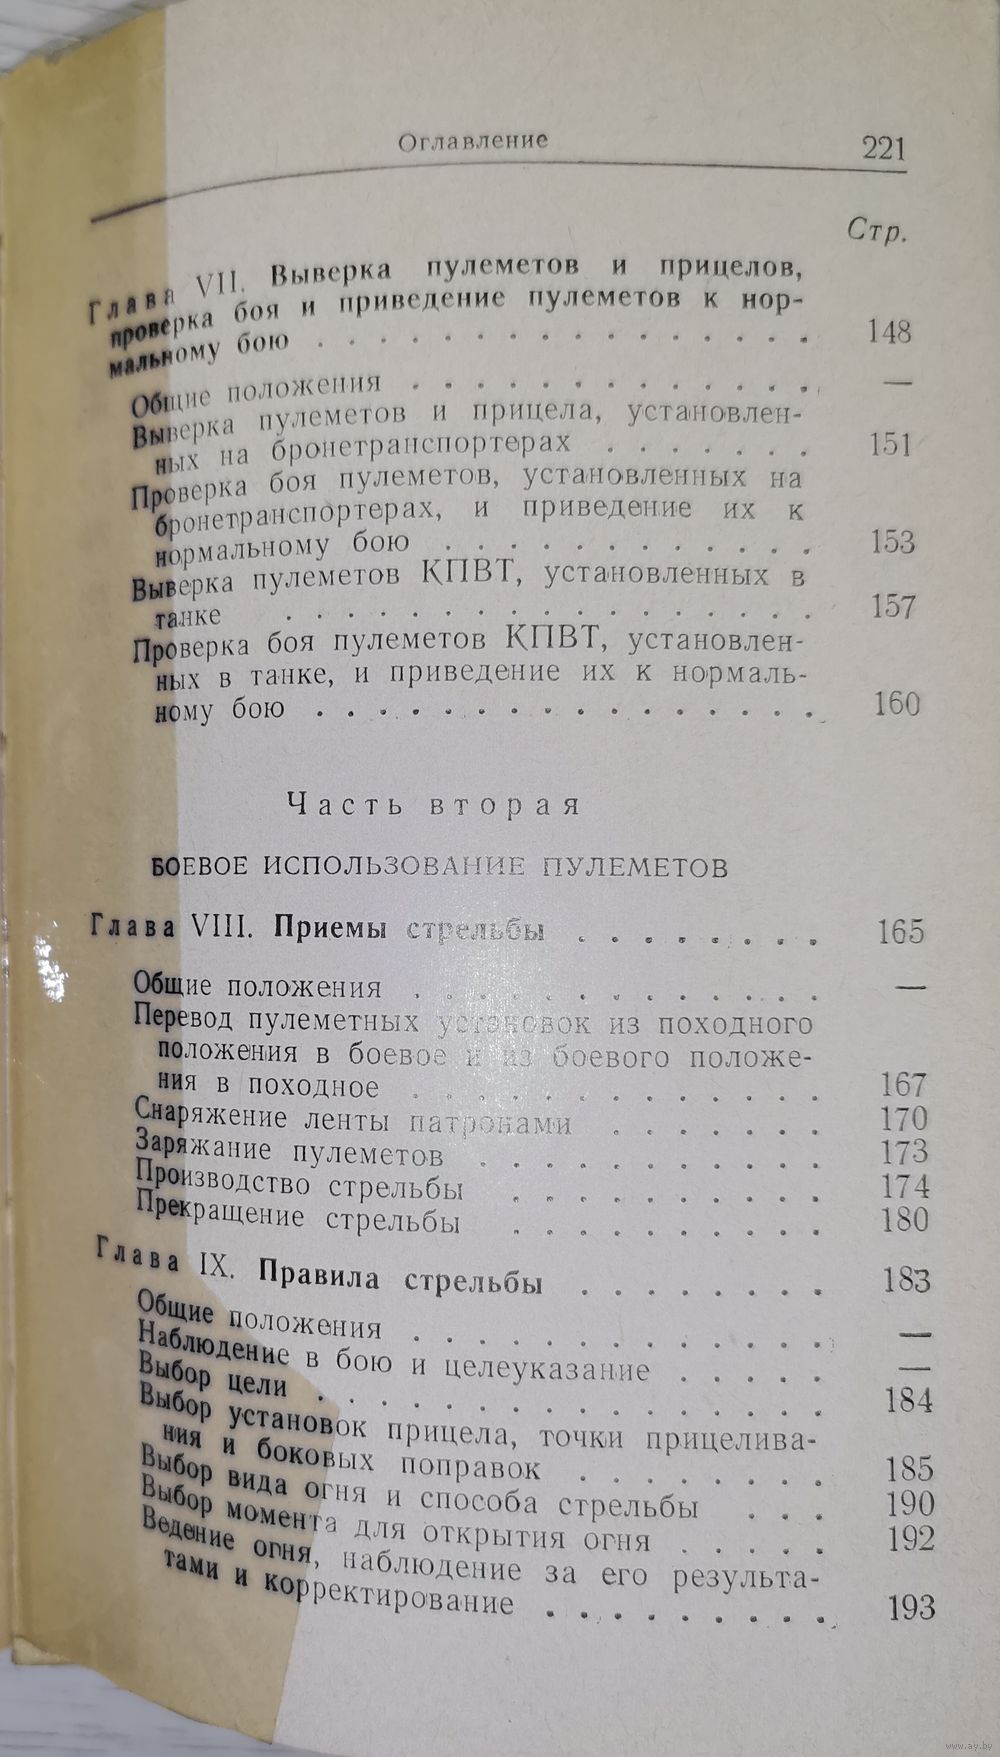 Оглавление 221
Стр.
Глава VII. Выверка пулеметов и прицелов,
проверка боя и приведение пулеметов к нор-
мальному бою . . . . . . . . . . . . . . . . 148
Общие положения . . . . . . . . . . . . . —
Выверка пулеметов и прицела, установлен-
ных на бронетранспортерах . . . . . . . 151
Проверка боя пулеметов, установленных на
бронетранспортерах, и приведение их к
нормальному бою . . . . . . . . . . . . 153
Выверка пулеметов КПВТ, установленных в
танке . . . . . . . . . . . . . . . . . 157
Проверка боя пулеметов КПВТ, установлен-
ных в танке, и приведение их к нормаль-
ному бою . . . . . . . . . . . . . . . . 160
Часть вторая
БОЕВОЕ ИСПОЛЬЗОВАНИЕ ПУЛЕМЕТОВ
Глава VIII. Приемы стрельбы . . . . . . . . 165
Общие положения . . . . . . . . . . . . . —
Перевод пулеметных установок из походного
положения в боевое и из боевого положе-
ния в походное . . . . . . . . . . . . . 167
Снаряжение ленты патронами . . . . . . . 170
Заряжание пулеметов . . . . . . . . . . . 173
Производство стрельбы . . . . . . . . . . 174
Прекращение стрельбы . . . . . . . . . . 180
Глава IX. Правила стрельбы . . . . . . . . 183
Общие положения . . . . . . . . . . . . . —
Наблюдение в бою и целеуказание . . . . . —
Выбор цели . . . . . . . . . . . . . . . . 184
Выбор установок прицела, точки прицелива-
ния и боковых поправок . . . . . . . . 185
Выбор вида огня и способа стрельбы . . . 190
Выбор момента для открытия огня . . . . . 192
Ведение огня, наблюдение за его результа-
тами и корректирование . . . . . . . . . 193
www.ay.by